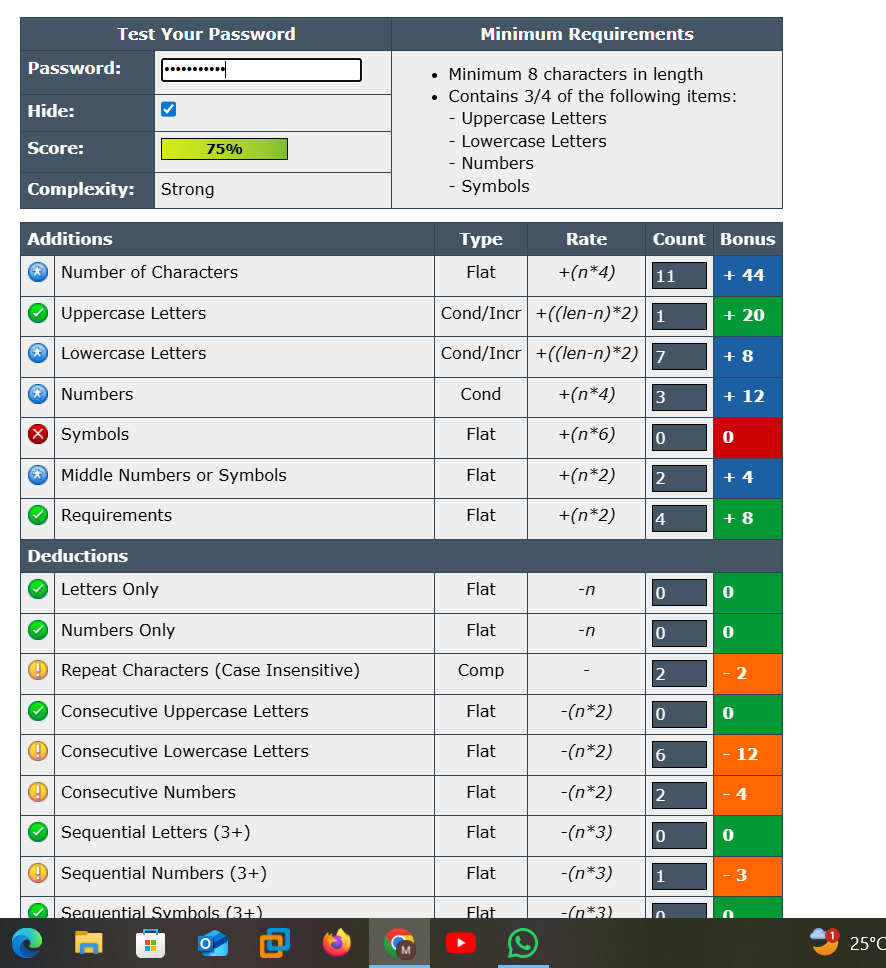 Test Your Password Minimum Requirements
Password: •••••••••••
• Minimum 8 characters in length
• Contains 3/4 of the following items:
- Uppercase Letters
- Lowercase Letters
- Numbers
- Symbols
Hide:
Score: 75%
Complexity: Strong
Additions Type Rate Count Bonus
Number of Characters Flat +(n*4) 11 + 44
Uppercase Letters Cond/Incr +((len-n)*2) 1 + 20
Lowercase Letters Cond/Incr +((len-n)*2) 7 + 8
Numbers Cond +(n*4) 3 + 12
Symbols Flat +(n*6) 0 0
Middle Numbers or Symbols Flat +(n*2) 2 + 4
Requirements Flat +(n*2) 4 + 8
Deductions
Letters Only Flat -n 0 0
Numbers Only Flat -n 0 0
Repeat Characters (Case Insensitive) Comp - 2 - 2
Consecutive Uppercase Letters Flat -(n*2) 0 0
Consecutive Lowercase Letters Flat -(n*2) 6 - 12
Consecutive Numbers Flat -(n*2) 2 - 4
Sequential Letters (3+) Flat -(n*3) 0 0
Sequential Numbers (3+) Flat -(n*3) 1 - 3
Sequential Symbols (3+) Flat -(n*3) 0 0
M 1 25°C